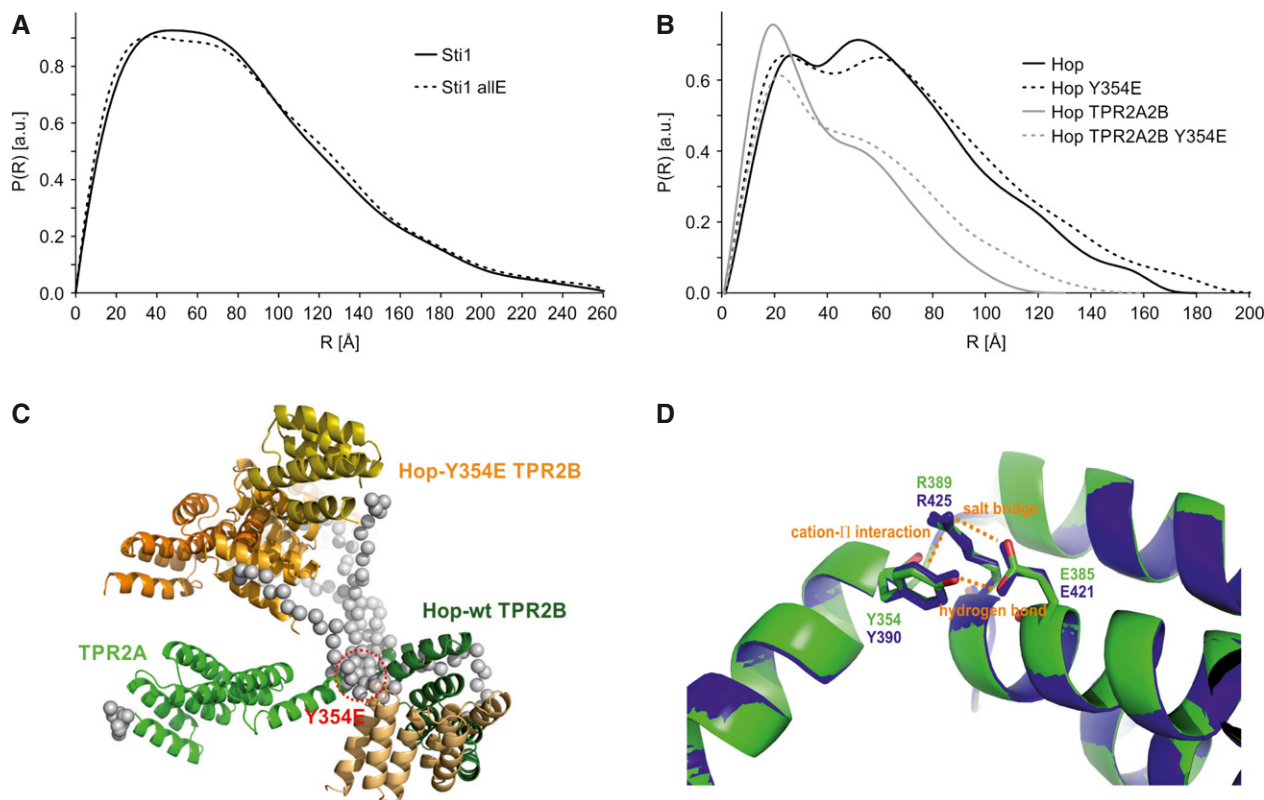 A
P(R) [a.u.]
0.8
0.6
0.4
0.2
0.0
0 20 40 60 80 100 120 140 160 180 200 220 240 260
R [Å]
Sti1
Sti1 allE
B
P(R) [a.u.]
0.6
0.4
0.2
0.0
0 20 40 60 80 100 120 140 160 180 200
R [Å]
Hop
Hop Y354E
Hop TPR2A2B
Hop TPR2A2B Y354E
C
Hop-Y354E TPR2B
Hop-wt TPR2B
TPR2A
Y354E
D
R389
R425
salt bridge
cation-Π interaction
E385
E421
Y354
Y390
hydrogen bond